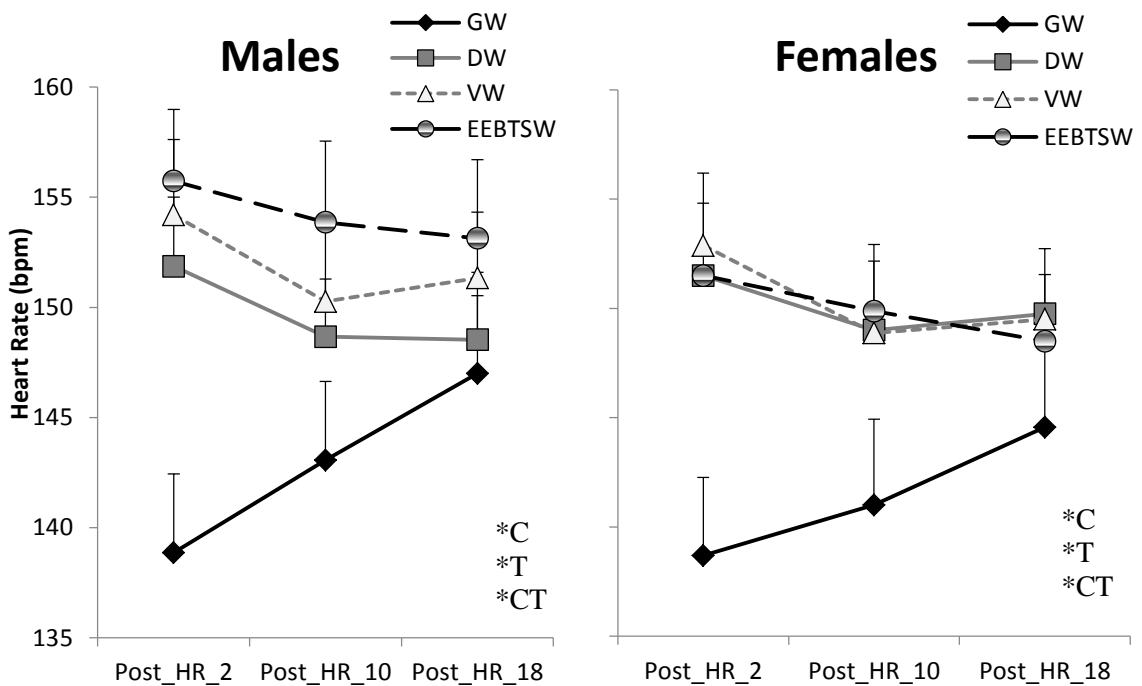 Males
GW
DW
VW
EEBTSW
Heart Rate (bpm)
160
155
150
145
140
135
*C
*T
*CT
Post_HR_2 Post_HR_10 Post_HR_18
Females
GW
DW
VW
EEBTSW
*C
*T
*CT
Post_HR_2 Post_HR_10 Post_HR_18